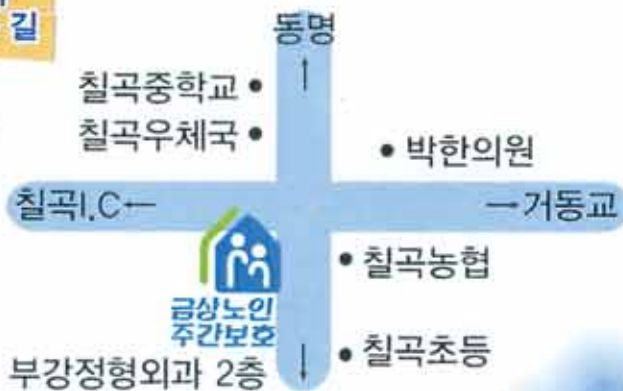 길
동명
↑
칠곡중학교 •
칠곡우체국 •
• 박한의원
칠곡I.C←
→거동교
• 칠곡농협
금상노인
주간보호
• 칠곡초등
부강정형외과 2층
↓